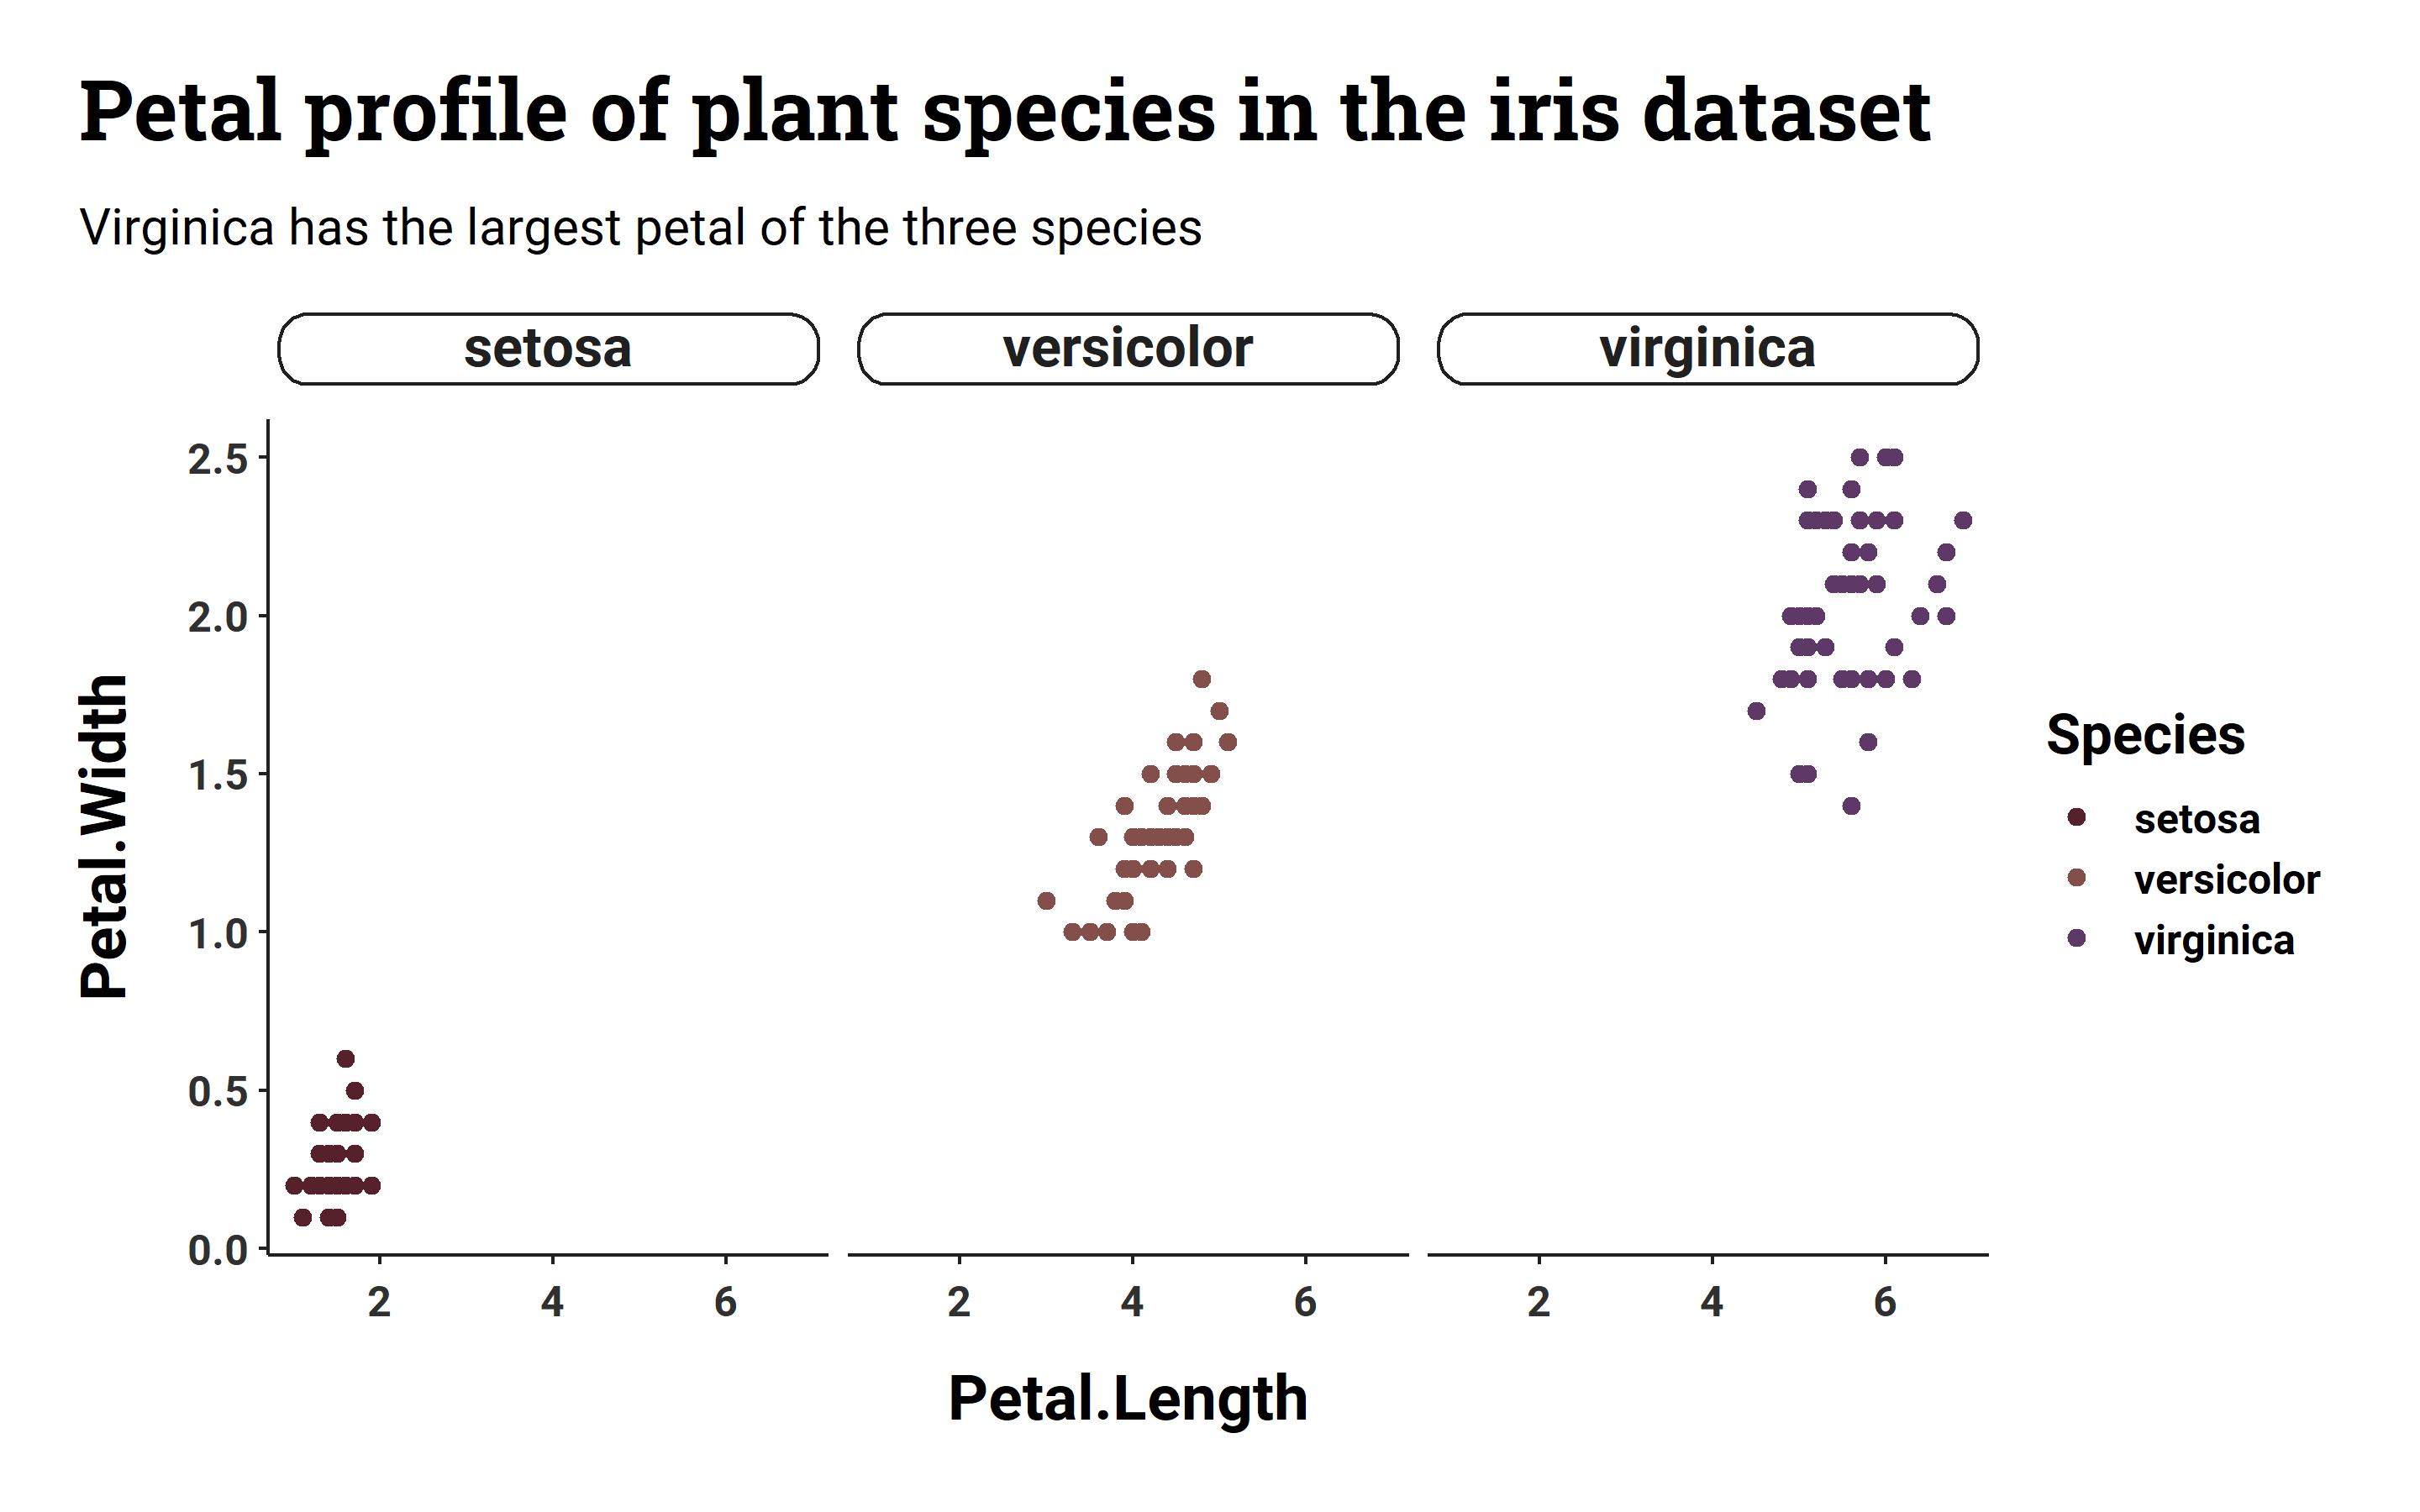 Petal profile of plant species in the iris dataset
Virginica has the largest petal of the three species
setosa versicolor virginica
Petal.Width
2.5
2.0
1.5
1.0
0.5
0.0
2 4 6 2 4 6 2 4 6
Petal.Length
Species
setosa
versicolor
virginica